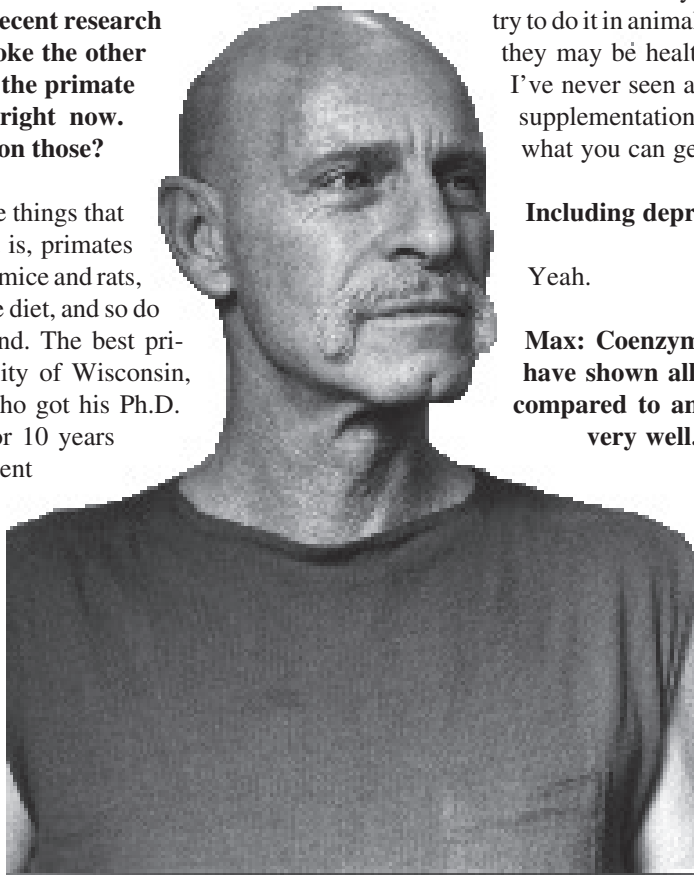 ecent research
oke the other
the primate
right now.
on those?
e things that
is, primates
mice and rats,
e diet, and so do
nd. The best pri-
ity of Wisconsin,
ho got his Ph.D.
or 10 years
ent
try to do it in animal
they may be healt
I've never seen a
supplementation
what you can ge
Including depr
Yeah.
Max: Coenzym
have shown all
compared to an
very well.